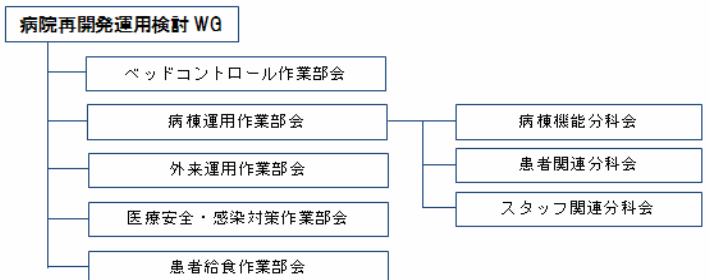 病院再開発運用検討WG
ベッドコントロール作業部会
病棟運用作業部会
病棟機能分科会
患者関連分科会
外来運用作業部会
スタッフ関連分科会
医療安全・感染対策作業部会
患者給食作業部会